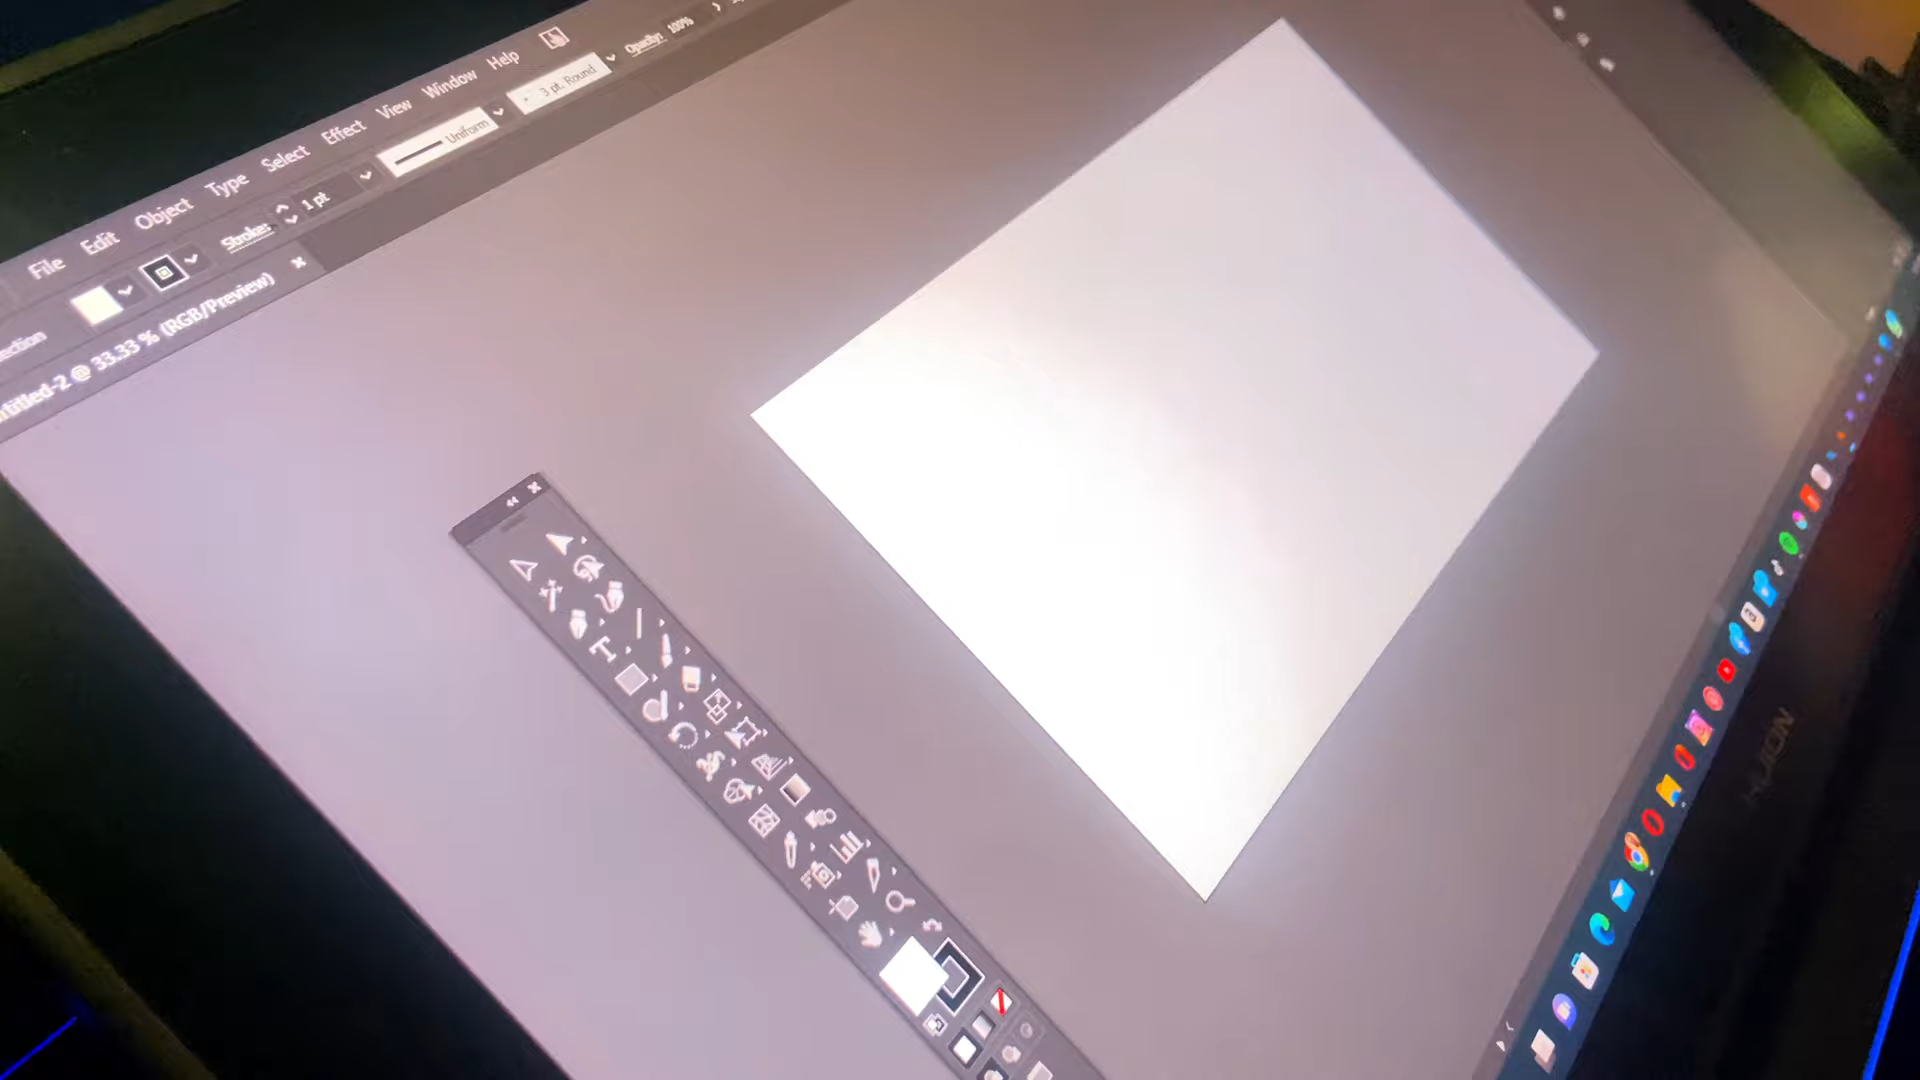 File Edit Object Type Select Effect View Window Help
Stroke: 1 pt Uniform 3 pt. Round Opacity: 100%
ection
ntitled-2 @ 33.33 % (RGB/Preview)
HUION